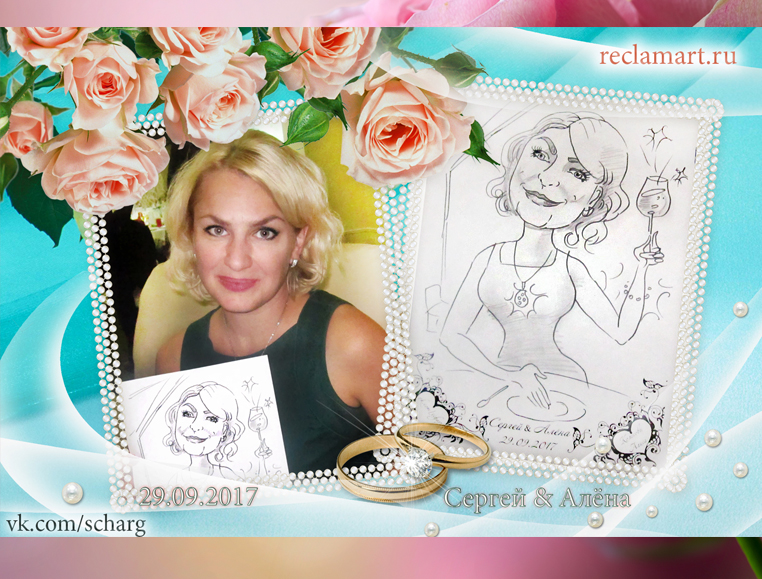 reclamart.ru
Сергей & Алёна
29.09.2017
29.09.2017
Сергей & Алёна
vk.com/scharg